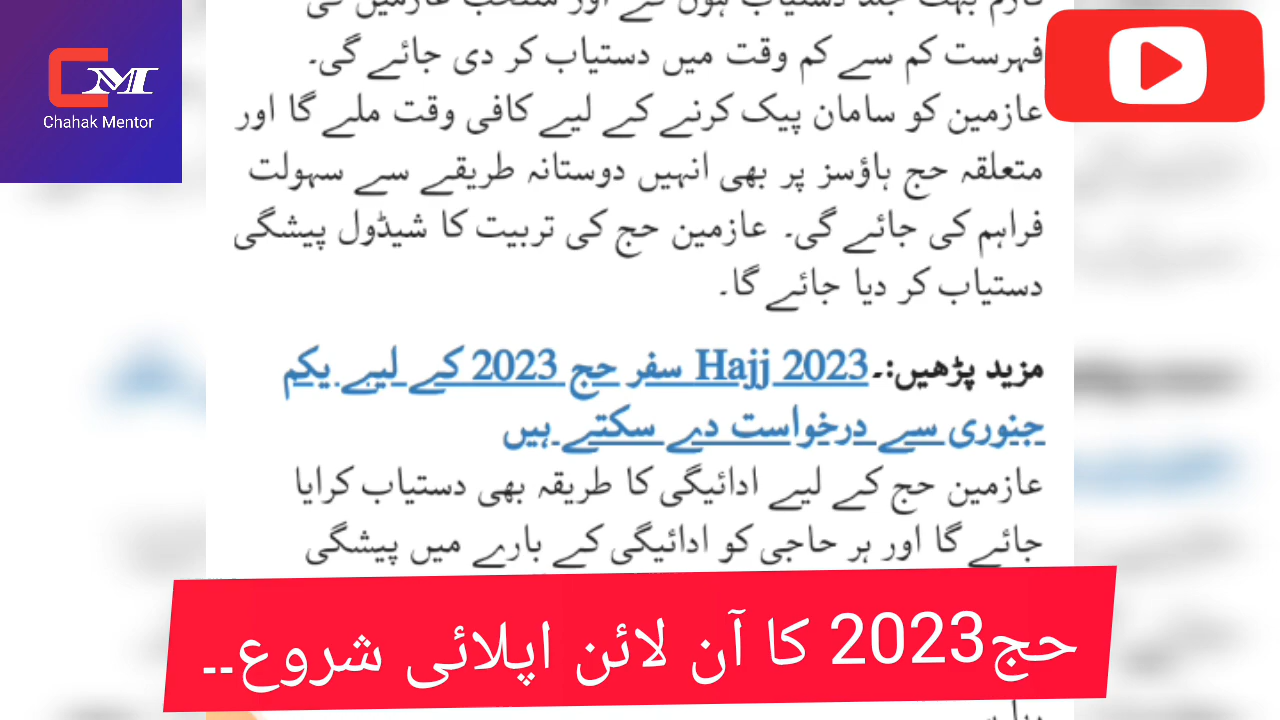 فہرست کم سے کم وقت میں دستیاب کر دی جائے گی۔
عازمین کو سامان پیک کرنے کے لیے کافی وقت ملے گا اور
متعلقہ حج ہاؤسز پر بھی انہیں دوستانہ طریقے سے سہولت
فراہم کی جائے گی۔ عازمین حج کی تربیت کا شیڈول پیشگی
دستیاب کر دیا جائے گا۔
مزید پڑھیں:۔Hajj 2023 سفر حج 2023 کے لیے یکم
جنوری سے درخواست دے سکتے ہیں
عازمین حج کے لیے ادائیگی کا طریقہ بھی دستیاب کرایا
جائے گا اور ہر حاجی کو ادائیگی کے بارے میں پیشگی
حج2023 کا آن لائن اپلائی شروع۔۔
CM
Chahak Mentor